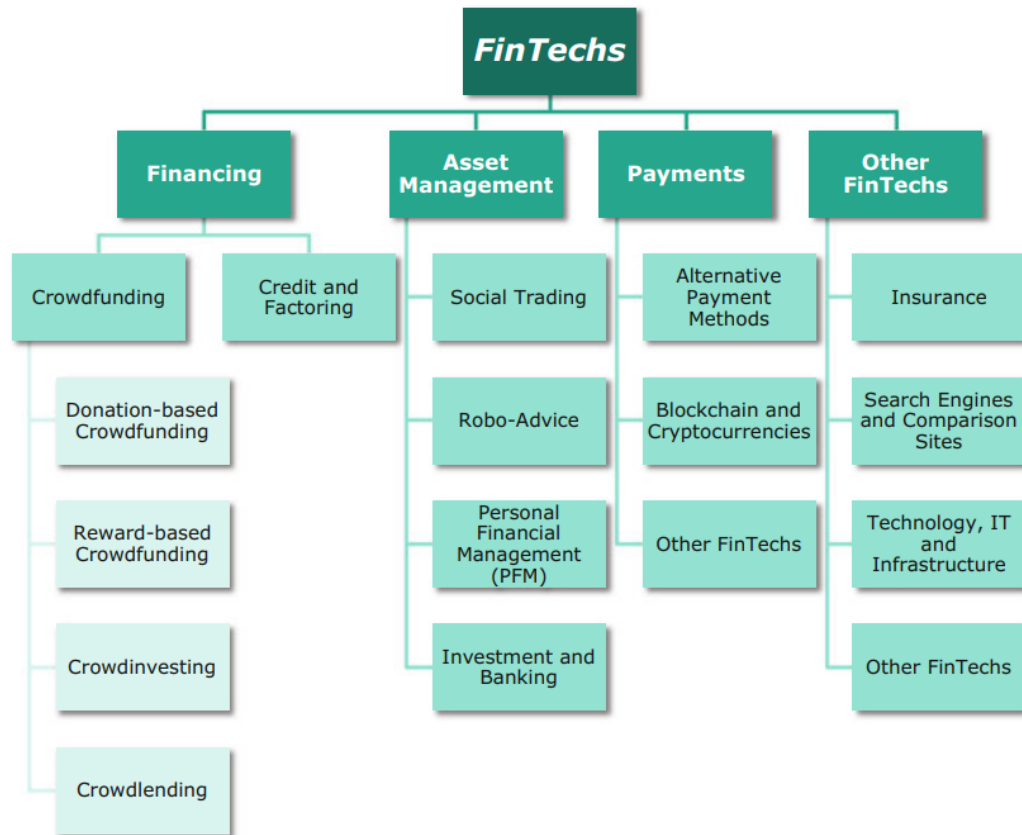 FinTechs
Financing
Asset
Management
Payments
Other
FinTechs
Crowdfunding
Credit and
Factoring
Social Trading
Alternative
Payment
Methods
Insurance
Donation-based
Crowdfunding
Robo-Advice
Blockchain and
Cryptocurrencies
Search Engines
and Comparison
Sites
Reward-based
Crowdfunding
Personal
Financial
Management
(PFM)
Other FinTechs
Technology, IT
and
Infrastructure
Crowdinvesting
Investment and
Banking
Other FinTechs
Crowdlending